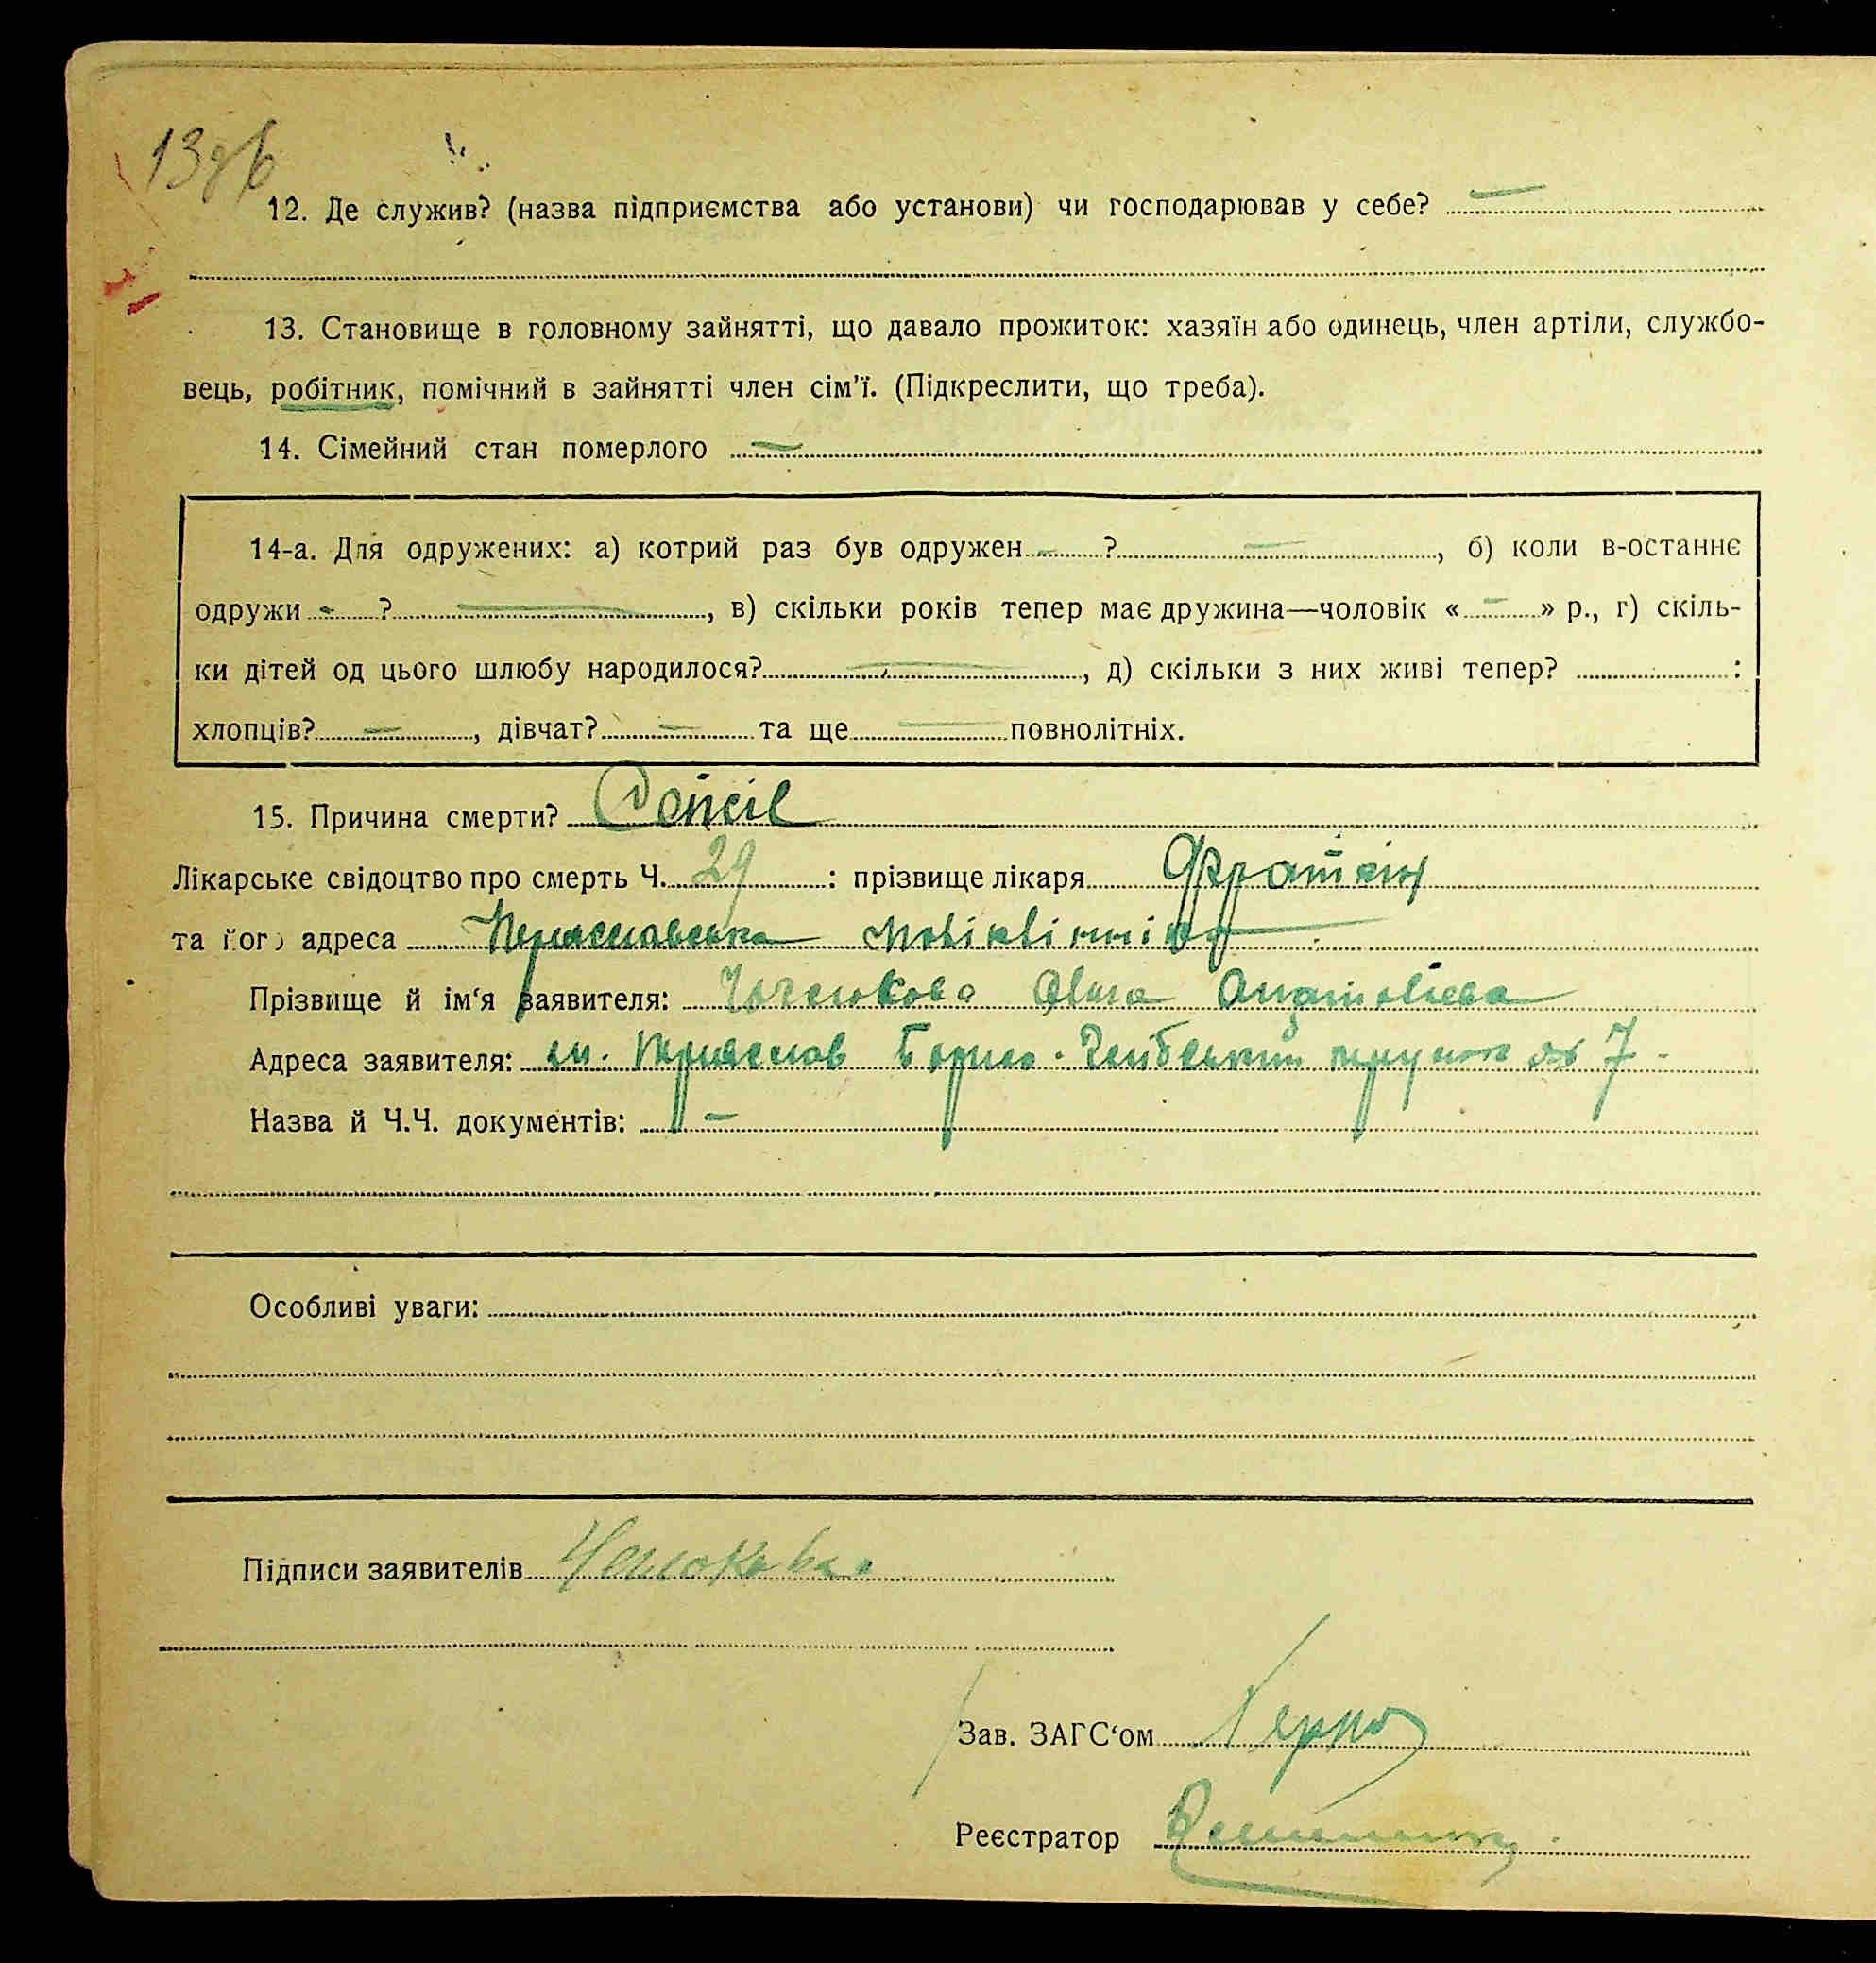 12. Де служив? (назва підприємства або установи) чи господарював у себе? —
13. Становище в головному зайнятті, що давало прожиток: хазяїн або одинець, член артіли, службо-
вець, робітник, помічний в зайнятті член сім'ї. (Підкреслити, що треба).
14. Сімейний стан померлого —
14-а. Для одружених: а) котрий раз був одружен — ? —, б) коли в-останнє
одружи — ? —, в) скільки років тепер має дружина—чоловік « — » р., г) скіль-
ки дітей од цього шлюбу народилося? —, д) скільки з них живі тепер? :
хлопців? —, дівчат? — та ще — повнолітніх.
15. Причина смерти?
Лікарське свідоцтво про смерть Ч. 29 : прізвище лікаря Фрайкін
та його адреса Переяславська
Прізвище й ім'я заявителя:
Адреса заявителя: м. Переяслав 7
Назва й Ч.Ч. документів: —
Особливі уваги:
Підписи заявителів
Зав. ЗАГС'ом
Реєстратор